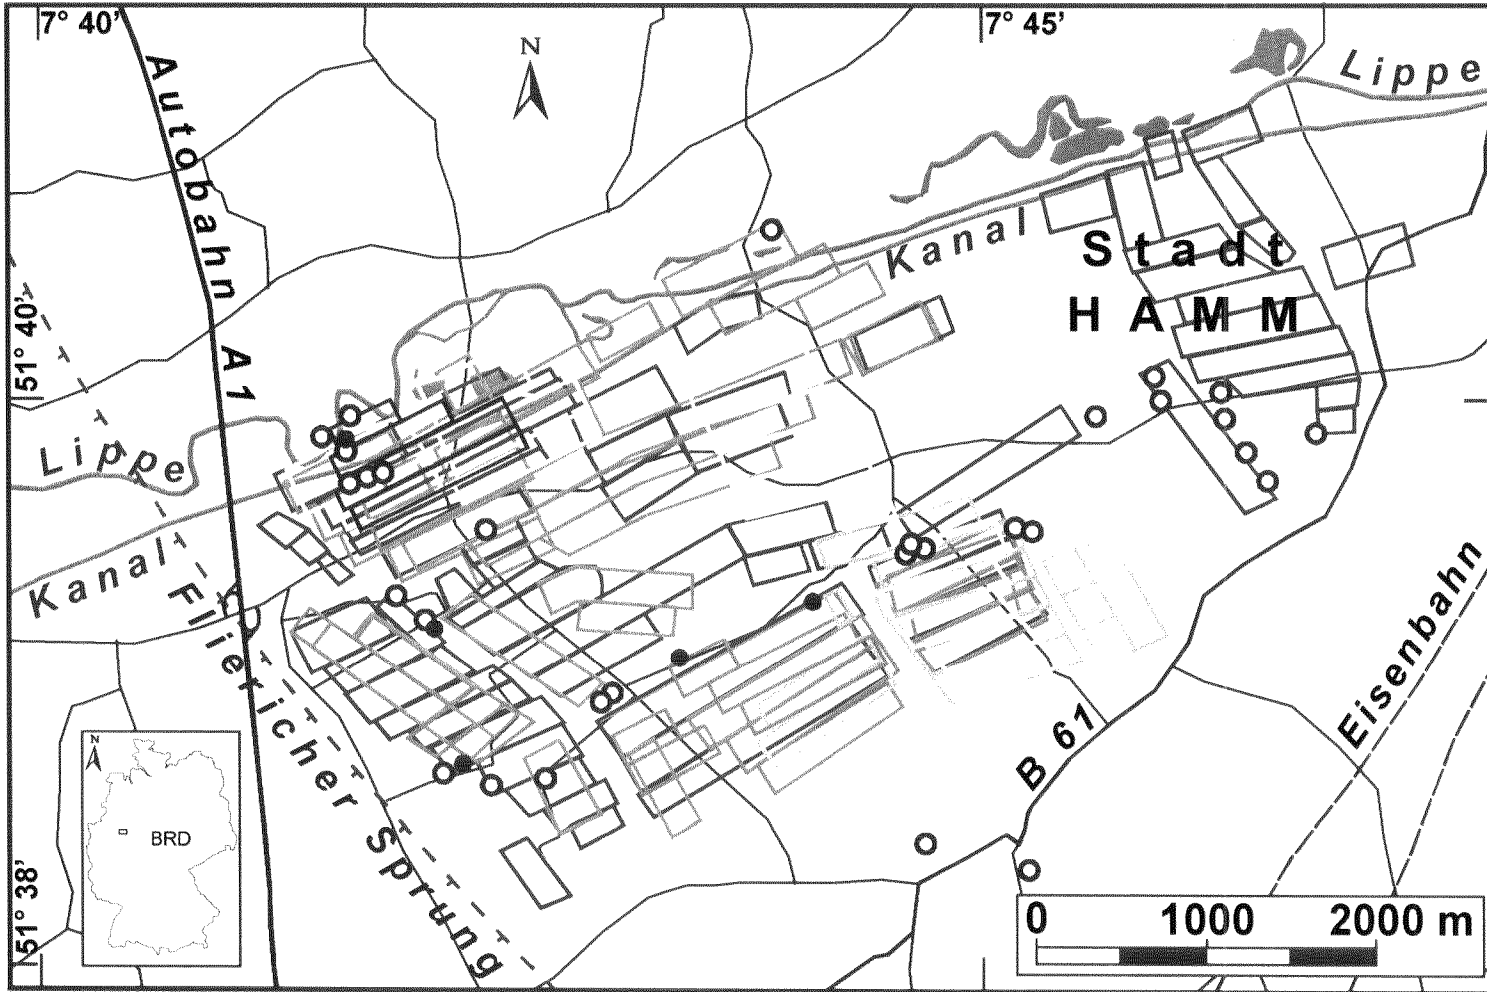 7° 40'
7° 45'
N
Autobahn A1
Lippe
Kanal
Stadt
HAMM
51° 40'
Lippe
Kanal
Fliericher Sprung
Eisenbahn
B 61
N
BRD
51° 38'
0 1000 2000 m